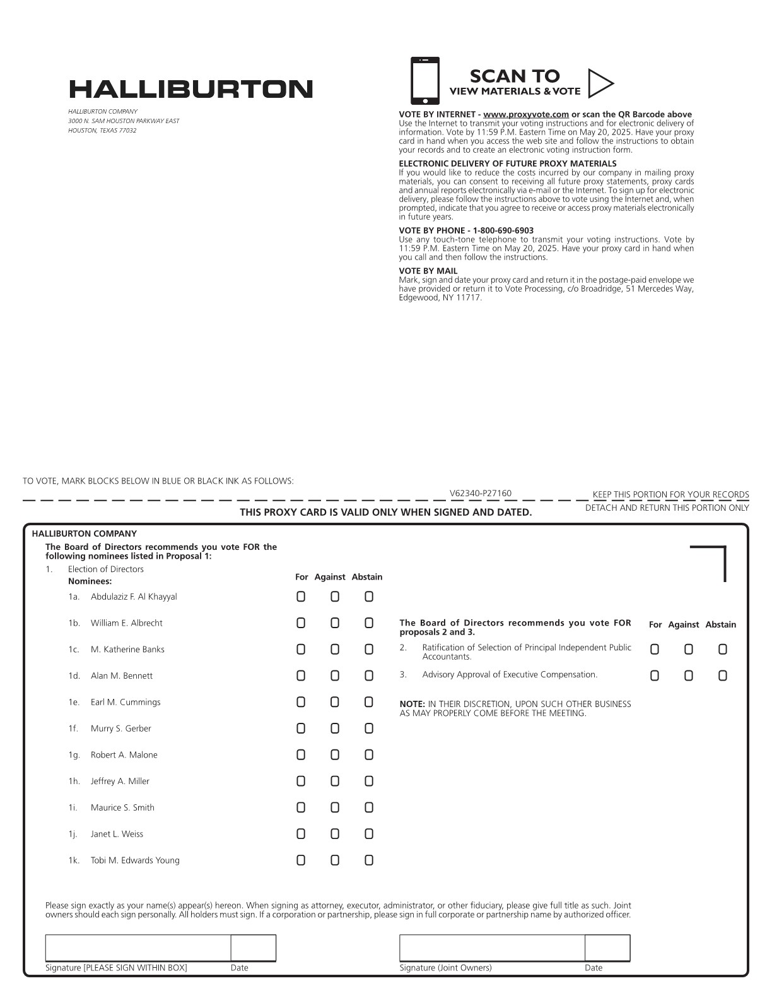 HALLIBURTON
HALLIBURTON COMPANY
3000 N. SAM HOUSTON PARKWAY EAST
HOUSTON, TEXAS 77032
SCAN TO
VIEW MATERIALS & VOTE
VOTE BY INTERNET - www.proxyvote.com or scan the QR Barcode above
Use the Internet to transmit your voting instructions and for electronic delivery of
information. Vote by 11:59 P.M. Eastern Time on May 20, 2025. Have your proxy
card in hand when you access the web site and follow the instructions to obtain
your records and to create an electronic voting instruction form.
ELECTRONIC DELIVERY OF FUTURE PROXY MATERIALS
If you would like to reduce the costs incurred by our company in mailing proxy
materials, you can consent to receiving all future proxy statements, proxy cards
and annual reports electronically via e-mail or the Internet. To sign up for electronic
delivery, please follow the instructions above to vote using the Internet and, when
prompted, indicate that you agree to receive or access proxy materials electronically
in future years.
VOTE BY PHONE - 1-800-690-6903
Use any touch-tone telephone to transmit your voting instructions. Vote by
11:59 P.M. Eastern Time on May 20, 2025. Have your proxy card in hand when
you call and then follow the instructions.
VOTE BY MAIL
Mark, sign and date your proxy card and return it in the postage-paid envelope we
have provided or return it to Vote Processing, c/o Broadridge, 51 Mercedes Way,
Edgewood, NY 11717.
TO VOTE, MARK BLOCKS BELOW IN BLUE OR BLACK INK AS FOLLOWS:
V62340-P27160
KEEP THIS PORTION FOR YOUR RECORDS
DETACH AND RETURN THIS PORTION ONLY
THIS PROXY CARD IS VALID ONLY WHEN SIGNED AND DATED.
HALLIBURTON COMPANY
The Board of Directors recommends you vote FOR the
following nominees listed in Proposal 1:
1. Election of Directors
Nominees:
For Against Abstain
1a. Abdulaziz F. Al Khayyal
1b. William E. Albrecht
1c. M. Katherine Banks
1d. Alan M. Bennett
1e. Earl M. Cummings
1f. Murry S. Gerber
1g. Robert A. Malone
1h. Jeffrey A. Miller
1i. Maurice S. Smith
1j. Janet L. Weiss
1k. Tobi M. Edwards Young
The Board of Directors recommends you vote FOR
proposals 2 and 3.
For Against Abstain
2. Ratification of Selection of Principal Independent Public
Accountants.
3. Advisory Approval of Executive Compensation.
NOTE: IN THEIR DISCRETION, UPON SUCH OTHER BUSINESS
AS MAY PROPERLY COME BEFORE THE MEETING.
Please sign exactly as your name(s) appear(s) hereon. When signing as attorney, executor, administrator, or other fiduciary, please give full title as such. Joint
owners should each sign personally. All holders must sign. If a corporation or partnership, please sign in full corporate or partnership name by authorized officer.
Signature [PLEASE SIGN WITHIN BOX] Date
Signature (Joint Owners) Date